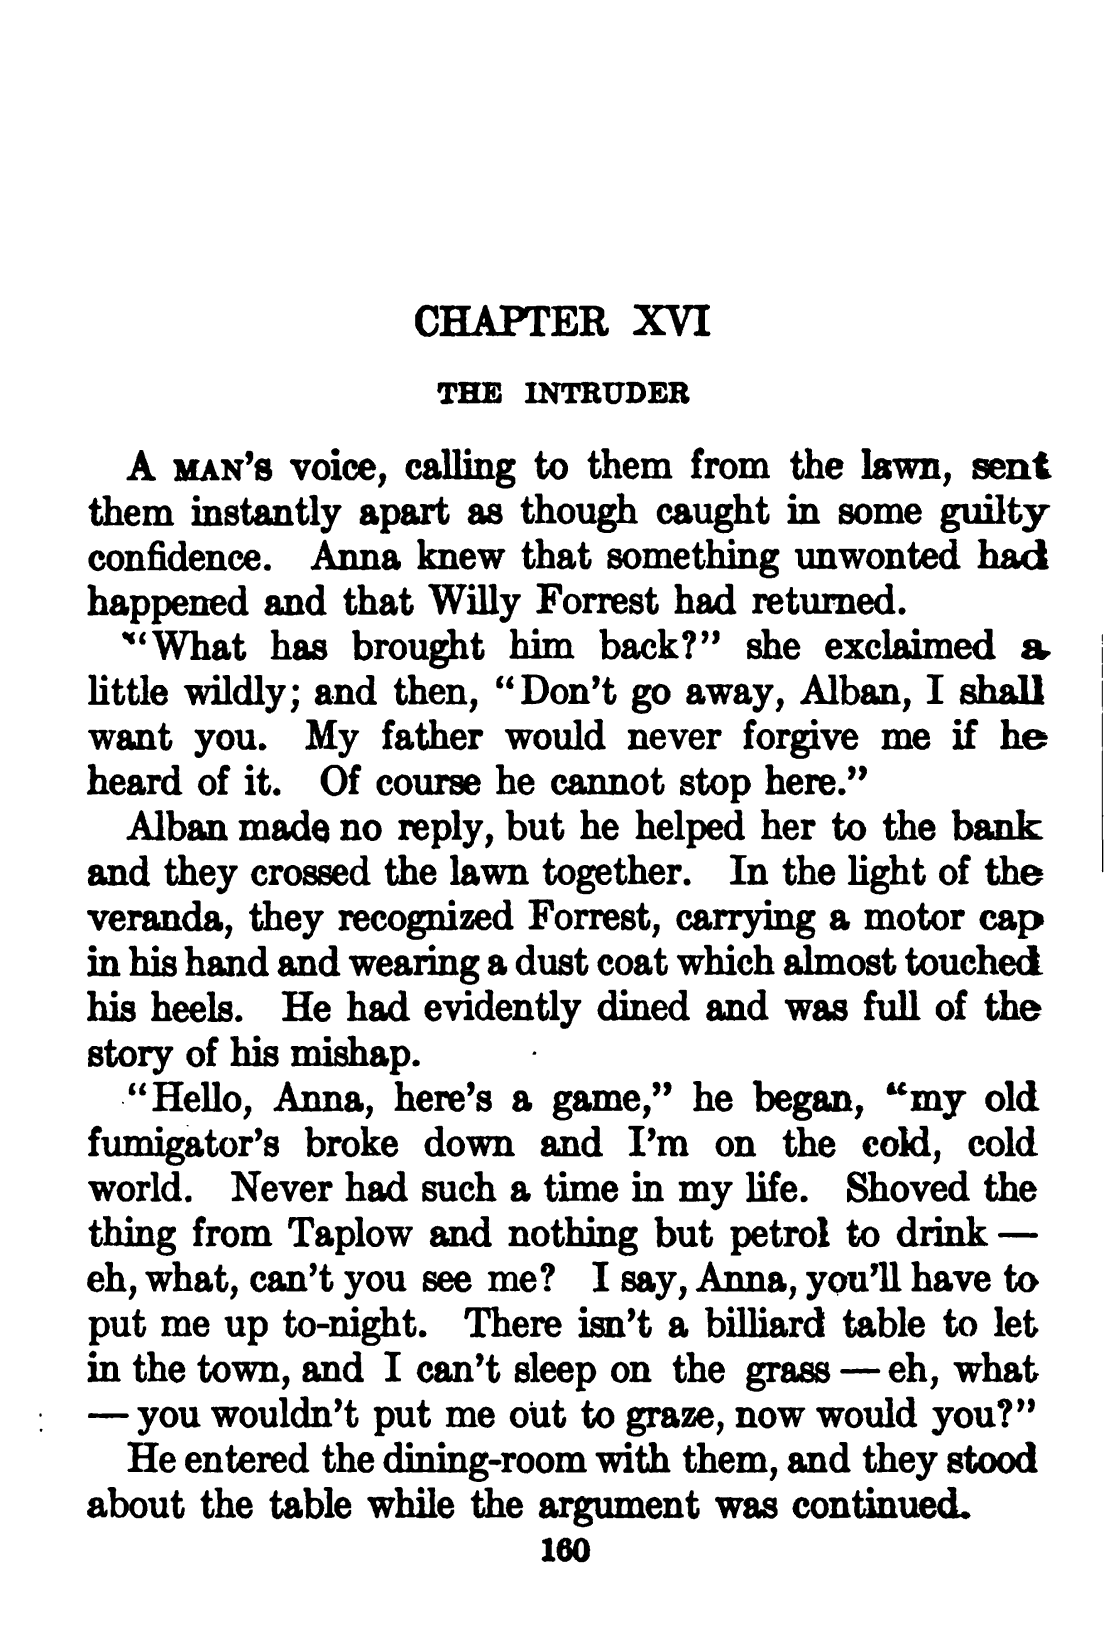 CHAPTER XVI
THE INTRUDER
A MAN'S voice, calling to them from the lawn, sent
them instantly apart as though caught in some guilty
confidence. Anna knew that something unwonted had
happened and that Willy Forrest had returned.
"What has brought him back?" she exclaimed a
little wildly; and then, "Don't go away, Alban, I shall
want you. My father would never forgive me if he
heard of it. Of course he cannot stop here."
Alban made no reply, but he helped her to the bank
and they crossed the lawn together. In the light of the
veranda, they recognized Forrest, carrying a motor cap
in his hand and wearing a dust coat which almost touched
his heels. He had evidently dined and was full of the
story of his mishap.
"Hello, Anna, here's a game," he began, "my old
fumigator's broke down and I'm on the cold, cold
world. Never had such a time in my life. Shoved the
thing from Taplow and nothing but petrol to drink —
eh, what, can't you see me? I say, Anna, you'll have to
put me up to-night. There isn't a billiard table to let
in the town, and I can't sleep on the grass — eh, what
— you wouldn't put me out to graze, now would you?"
He entered the dining-room with them, and they stood
about the table while the argument was continued.
160